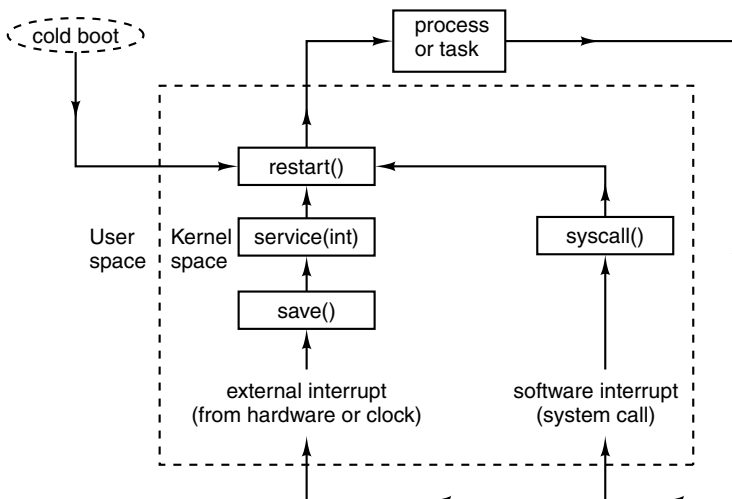 cold boot
process
or task
restart()
User
space
Kernel
space
service(int)
syscall()
save()
external interrupt
(from hardware or clock)
software interrupt
(system call)